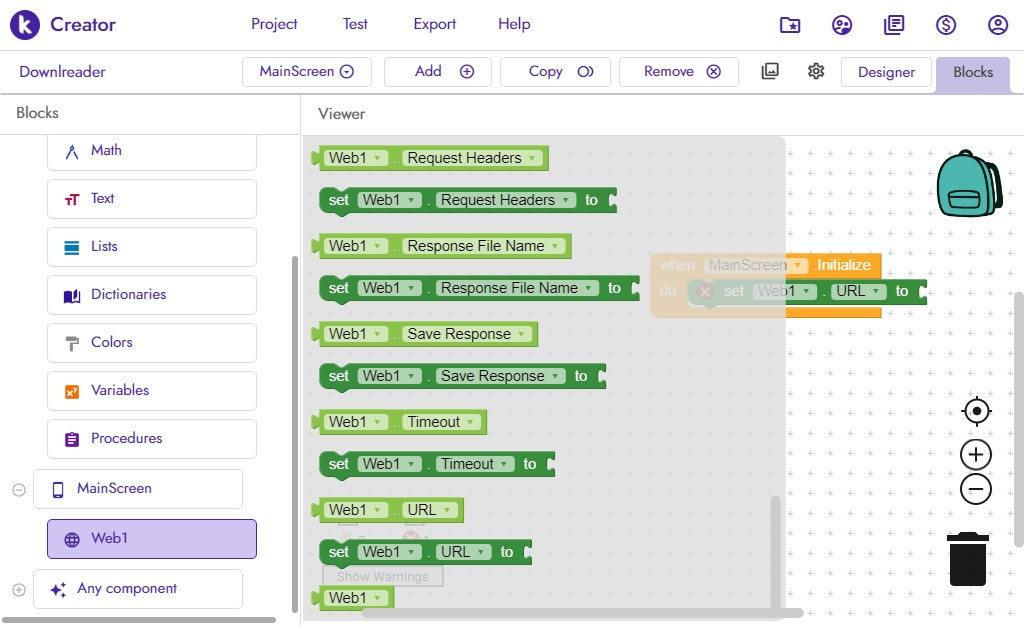 Creator
Project
Test
Export
Help
Downlreader
MainScreen
Add
Copy
Remove
Designer
Blocks
Blocks
Viewer
Math
Text
Lists
Dictionaries
Colors
Variables
Procedures
MainScreen
Web1
Any component
Web1 . Request Headers
set Web1 . Request Headers to
Web1 . Response File Name
set Web1 . Response File Name to
Web1 . Save Response
set Web1 . Save Response to
Web1 . Timeout
set Web1 . Timeout to
Web1 . URL
set Web1 . URL to
Show Warnings
Web1
when MainScreen .Initialize
do set Web1 . URL to